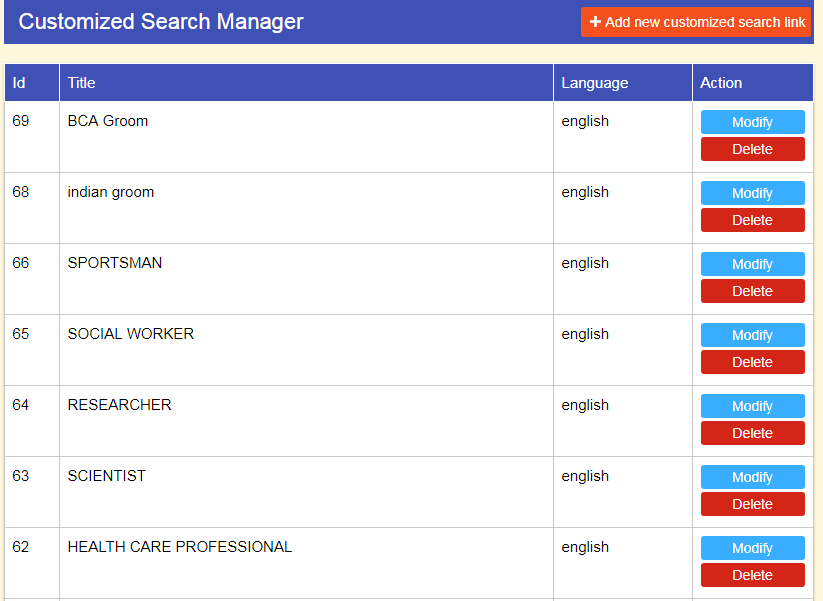 Customized Search Manager
+ Add new customized search link
Id Title Language Action
69 BCA Groom english Modify
Delete
68 indian groom english Modify
Delete
66 SPORTSMAN english Modify
Delete
65 SOCIAL WORKER english Modify
Delete
64 RESEARCHER english Modify
Delete
63 SCIENTIST english Modify
Delete
62 HEALTH CARE PROFESSIONAL english Modify
Delete